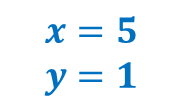 x = 5
y = 1